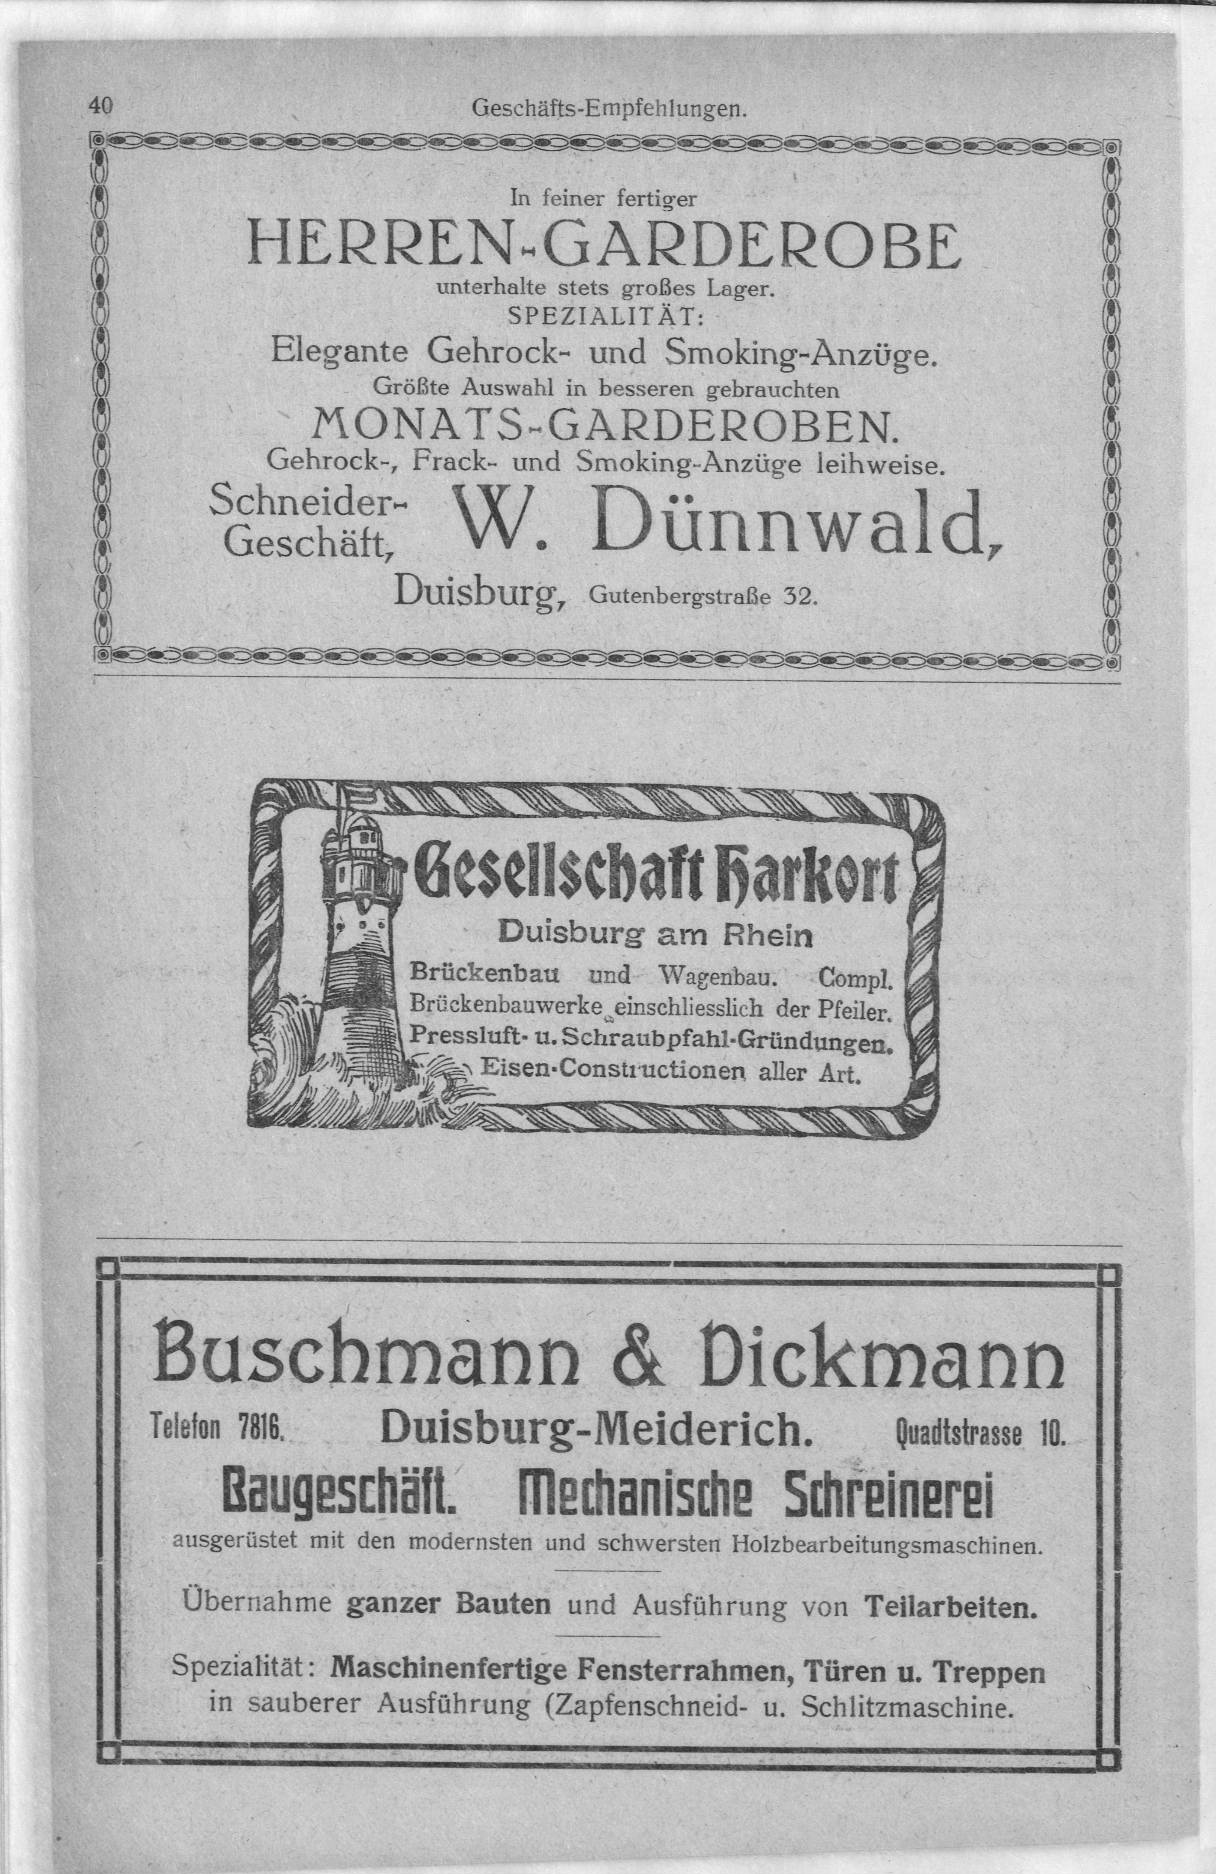 40
Geschäfts-Empfehlungen.
In feiner fertiger
HERREN-GARDEROBE
unterhalte stets großes Lager.
SPEZIALITÄT:
Elegante Gehrock- und Smoking-Anzüge.
Größte Auswahl in besseren gebrauchten
MONATS-GARDEROBEN.
Gehrock-, Frack- und Smoking-Anzüge leihweise.
Schneider-
Geschäft,
W. Dünnwald,
Duisburg, Gutenbergstraße 32.
Gesellschaft Harkort
Duisburg am Rhein
Brückenbau und Wagenbau. Compl.
Brückenbauwerke einschliesslich der Pfeiler.
Pressluft- u. Schraubpfahl-Gründungen.
Eisen-Constructionen aller Art.
Buschmann & Dickmann
Telefon 7816. Duisburg-Meiderich. Quadtstrasse 10.
Baugeschäft. Mechanische Schreinerei
ausgerüstet mit den modernsten und schwersten Holzbearbeitungsmaschinen.
Übernahme ganzer Bauten und Ausführung von Teilarbeiten.
Spezialität: Maschinenfertige Fensterrahmen, Türen u. Treppen
in sauberer Ausführung (Zapfenschneid- u. Schlitzmaschine.